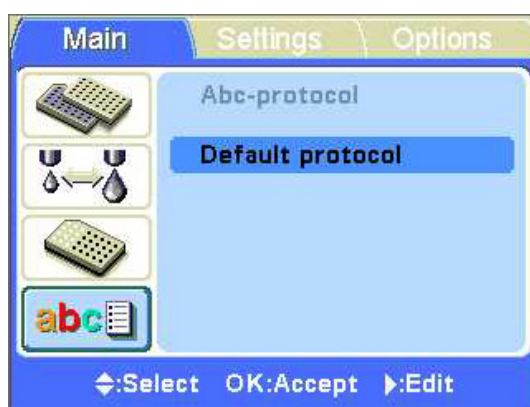 Main Settings Options
Abc-protocol
Default protocol
abc
:Select OK:Accept :Edit